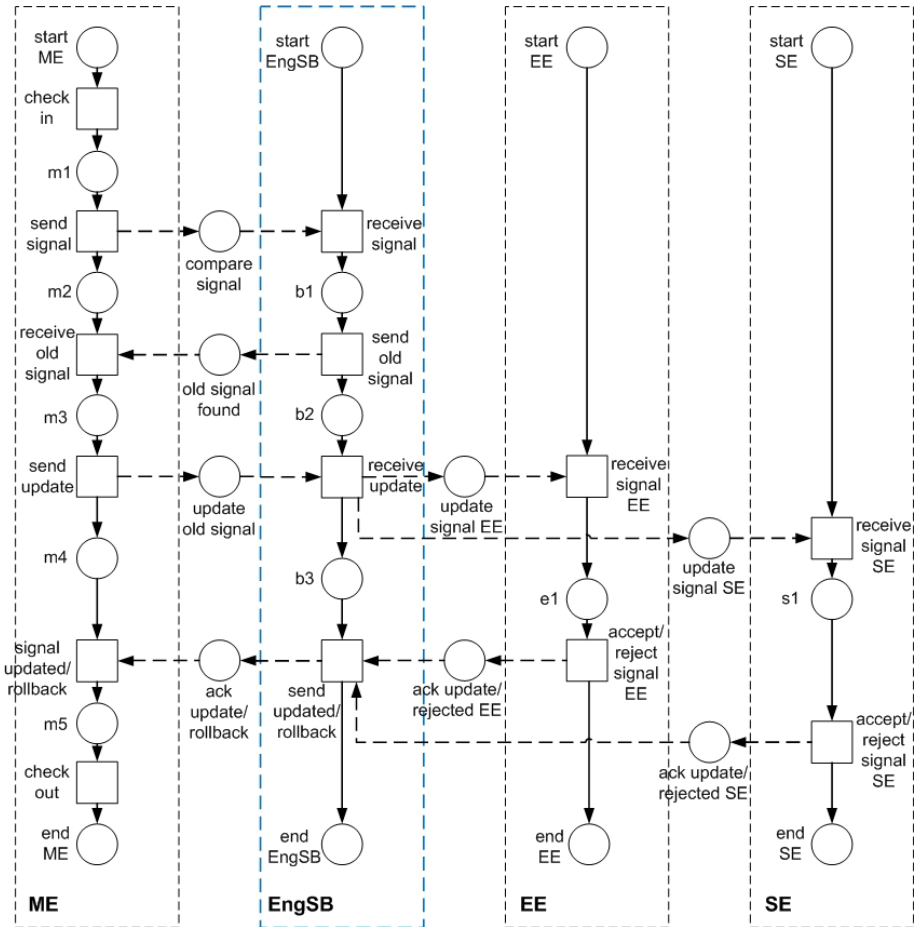 start
ME
start
EngSB
start
EE
start
SE
check
in
m1
send
signal
compare
signal
receive
signal
m2
b1
receive
old
signal
old signal
found
send
old
signal
m3
b2
send
update
update
old signal
receive
update
update
signal EE
receive
signal
EE
update
signal SE
receive
signal
SE
m4
b3
e1
s1
signal
updated/
rollback
ack
update/
rollback
send
updated/
rollback
ack update/
rejected EE
accept/
reject
signal
EE
m5
ack update/
rejected SE
accept/
reject
signal
SE
check
out
end
ME
end
EngSB
end
EE
end
SE
ME
EngSB
EE
SE